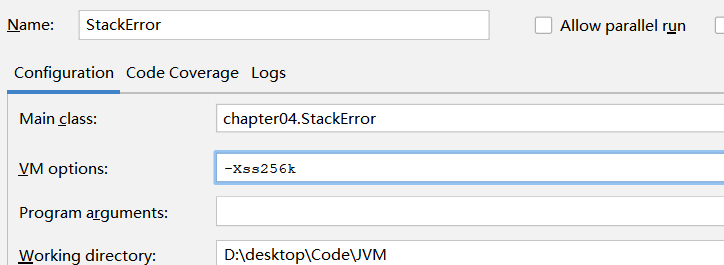 Name: StackError Allow parallel run
Configuration Code Coverage Logs
Main class: chapter04.StackError
VM options: -Xss256k
Program arguments:
Working directory: D:\desktop\Code\JVM